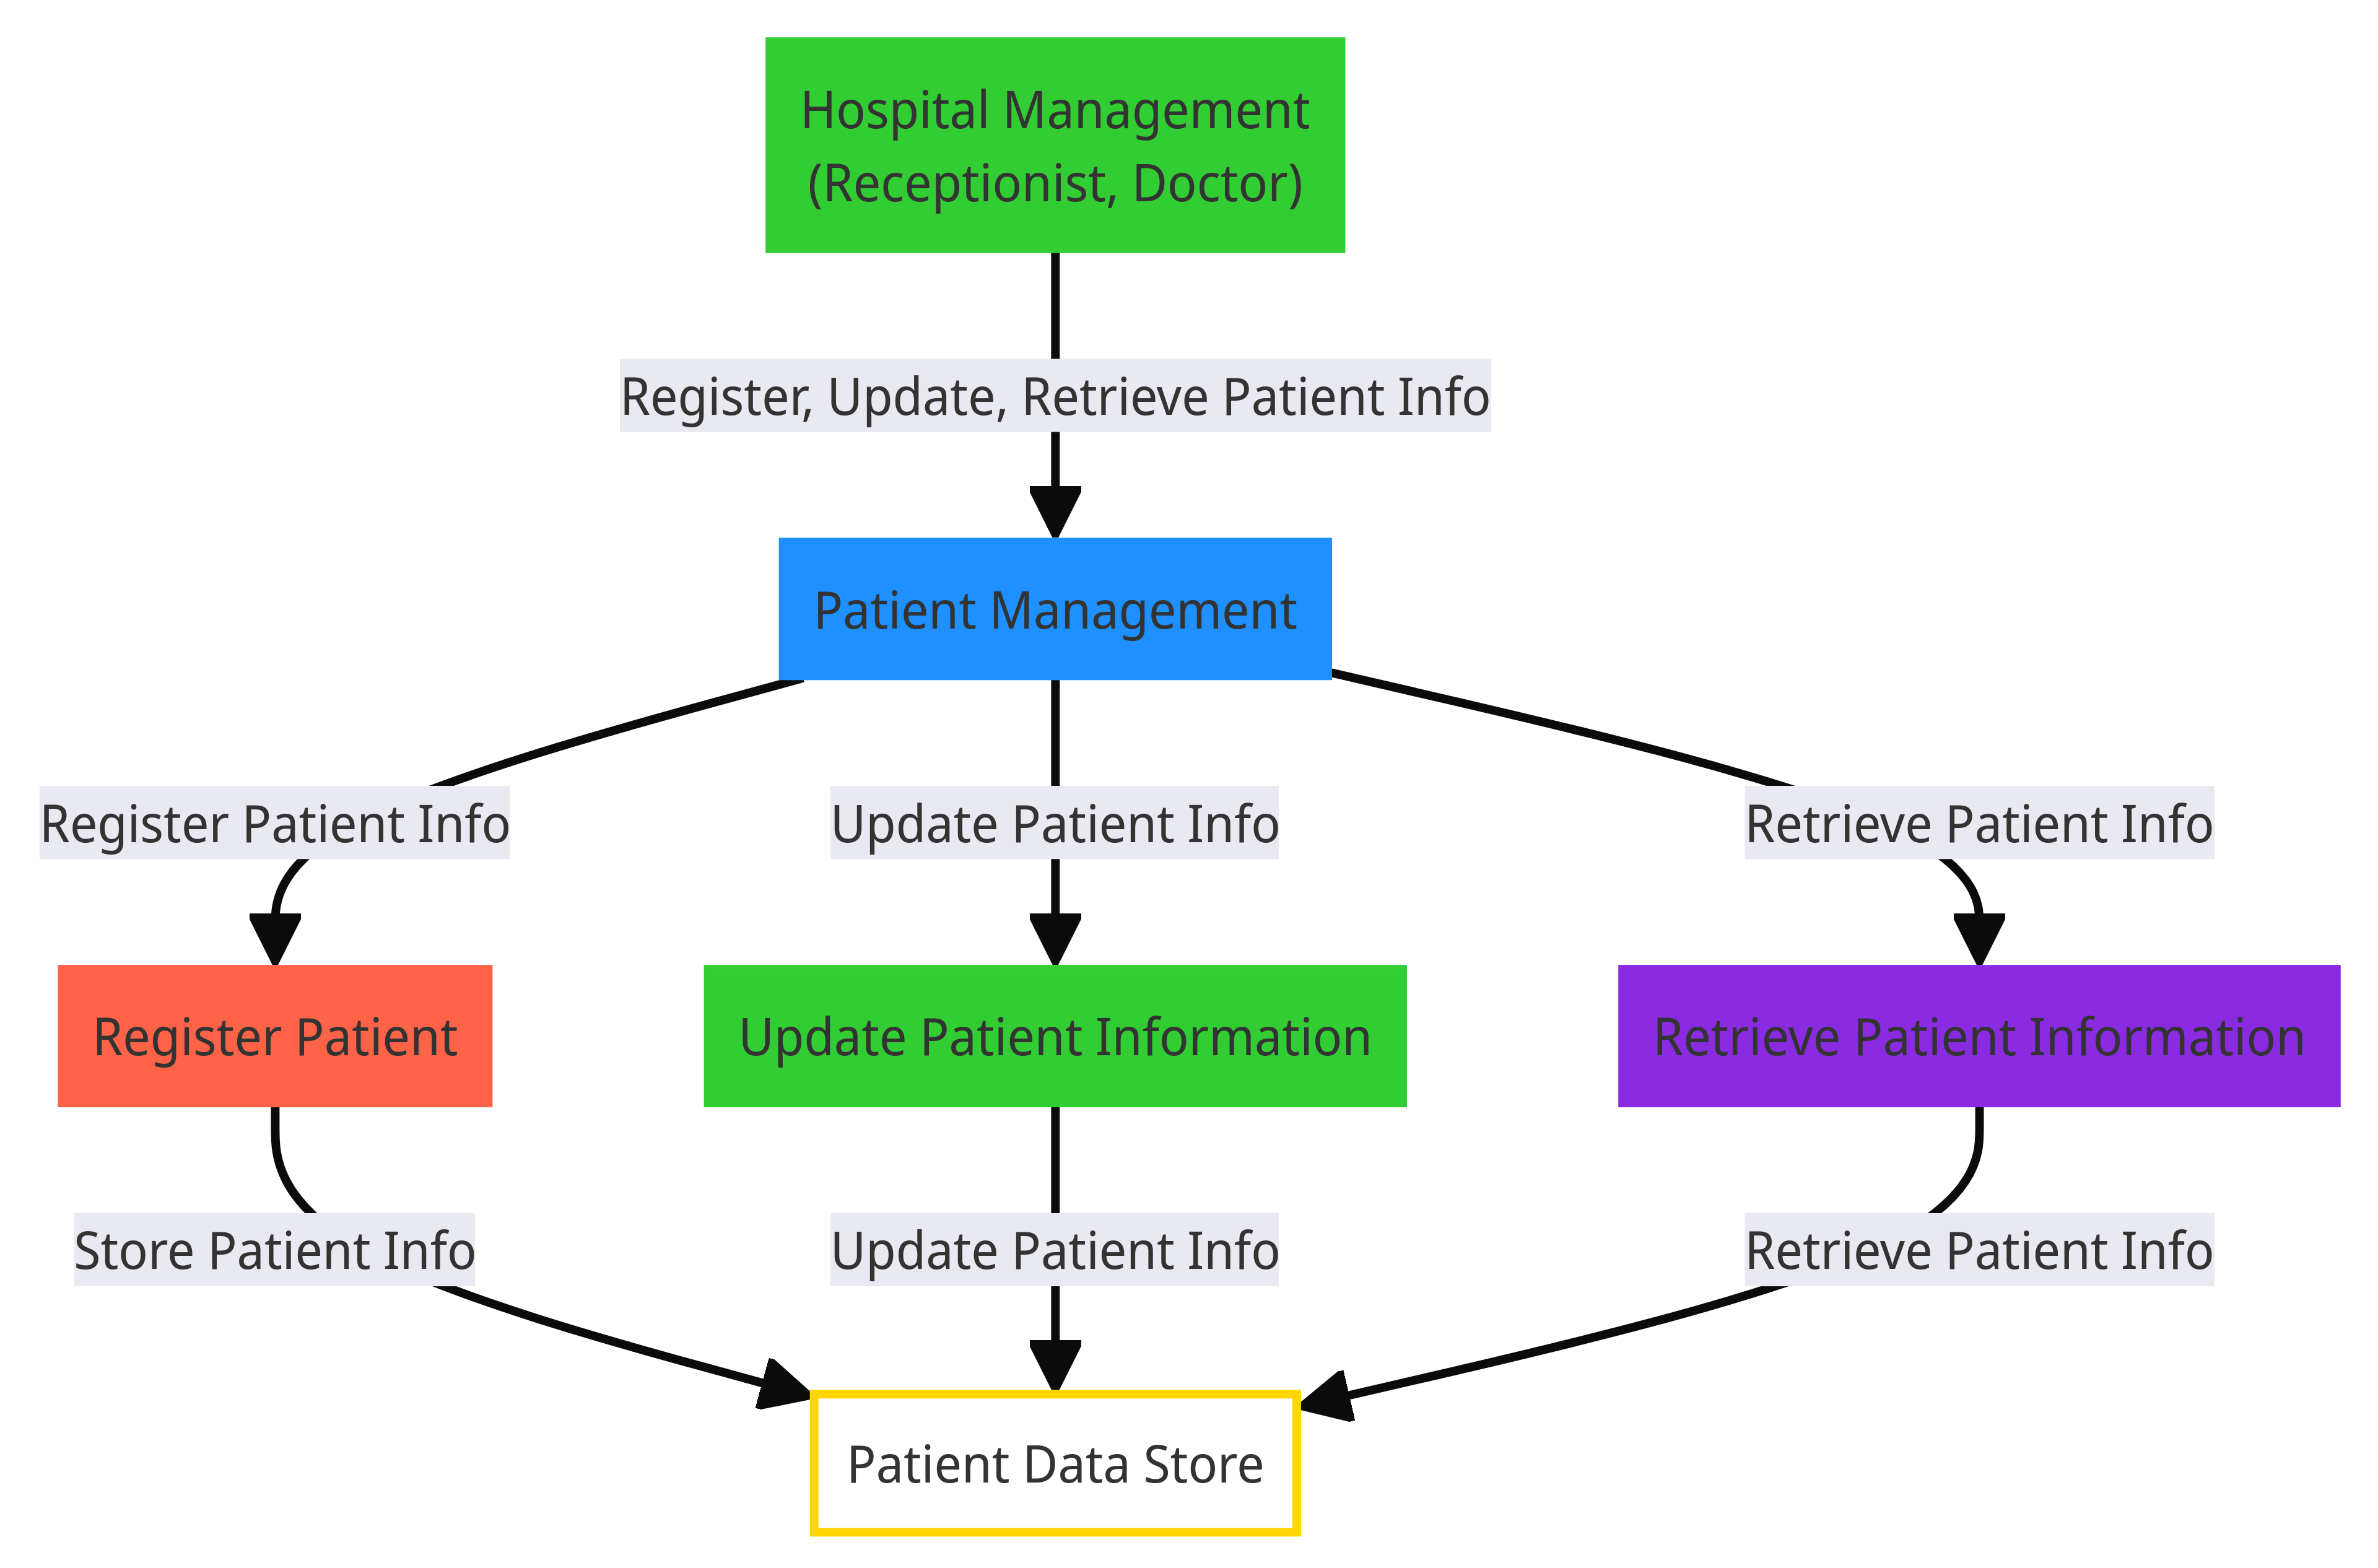 Hospital Management
(Receptionist, Doctor)
Register, Update, Retrieve Patient Info
Patient Management
Register Patient Info
Update Patient Info
Retrieve Patient Info
Register Patient
Update Patient Information
Retrieve Patient Information
Store Patient Info
Update Patient Info
Retrieve Patient Info
Patient Data Store